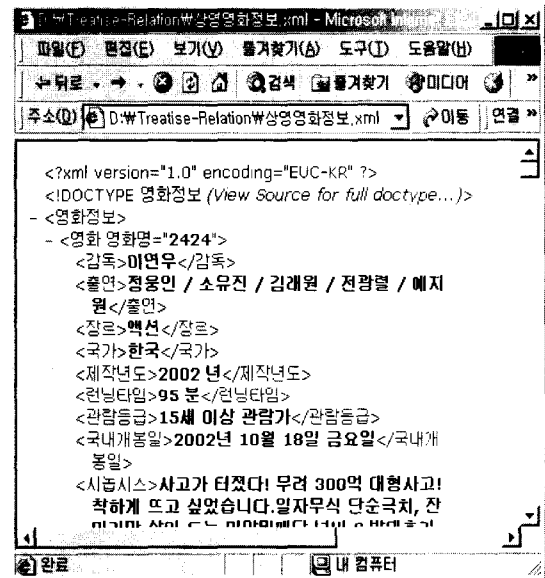 D:₩Treatise-Relation₩상영영화정보.xml - Microsoft
파일(F) 편집(E) 보기(V) 즐겨찾기(A) 도구(T) 도움말(H)
뒤로 검색 즐겨찾기 미디어 »
주소(D) D:₩Treatise-Relation₩상영영화정보.xml 이동 연결 »
<?xml version="1.0" encoding="EUC-KR" ?>
<!DOCTYPE 영화정보 (View Source for full doctype...)>
- <영화정보>
- <영화 영화명="2424">
<감독>이연우</감독>
<출연>정웅인 / 소유진 / 김래원 / 전광렬 / 예지
원</출연>
<장르>액션</장르>
<국가>한국</국가>
<제작년도>2002 년</제작년도>
<런닝타임>95 분</런닝타임>
<관람등급>15세 이상 관람가</관람등급>
<국내개봉일>2002년 10월 18일 금요일</국내개
봉일>
<시놉시스>사고가 터졌다! 무려 300억 대형사고!
착하게 뜨고 싶었습니다.일자무식 단순극치, 잔
완료 내 컴퓨터